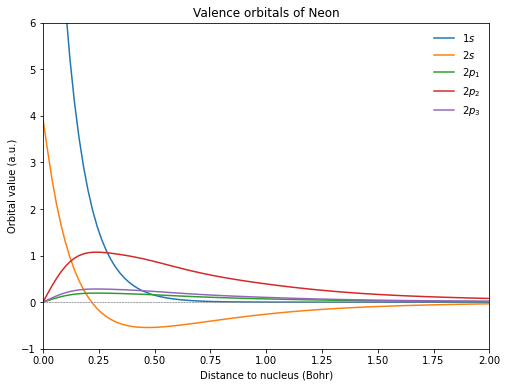 Valence orbitals of Neon
6
5
4
3
2
1
0
−1
Orbital value (a.u.)
1s
2s
2p₁
2p₂
2p₃
0.00 0.25 0.50 0.75 1.00 1.25 1.50 1.75 2.00
Distance to nucleus (Bohr)